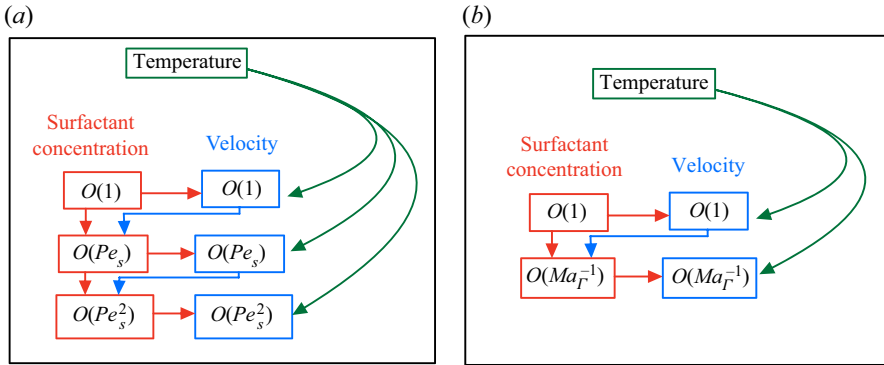 (a)
Temperature
Surfactant
concentration
Velocity
O(1)
O(1)
O(Pe_s)
O(Pe_s)
O(Pe_s^2)
O(Pe_s^2)
(b)
Temperature
Surfactant
concentration
Velocity
O(1)
O(1)
O(Ma_Γ^{-1})
O(Ma_Γ^{-1})